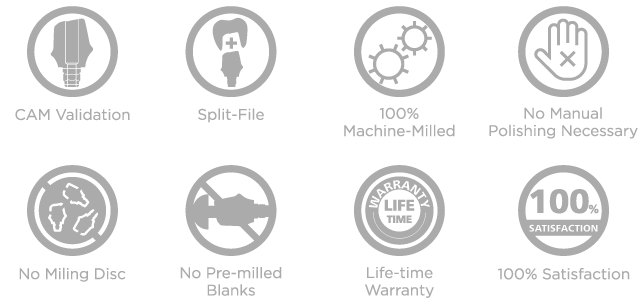 CAM Validation
Split-File
100%
Machine-Milled
No Manual
Polishing Necessary
WARRANTY
LIFE
TIME
100%
SATISFACTION
No Miling Disc
No Pre-milled
Blanks
Life-time
Warranty
100% Satisfaction